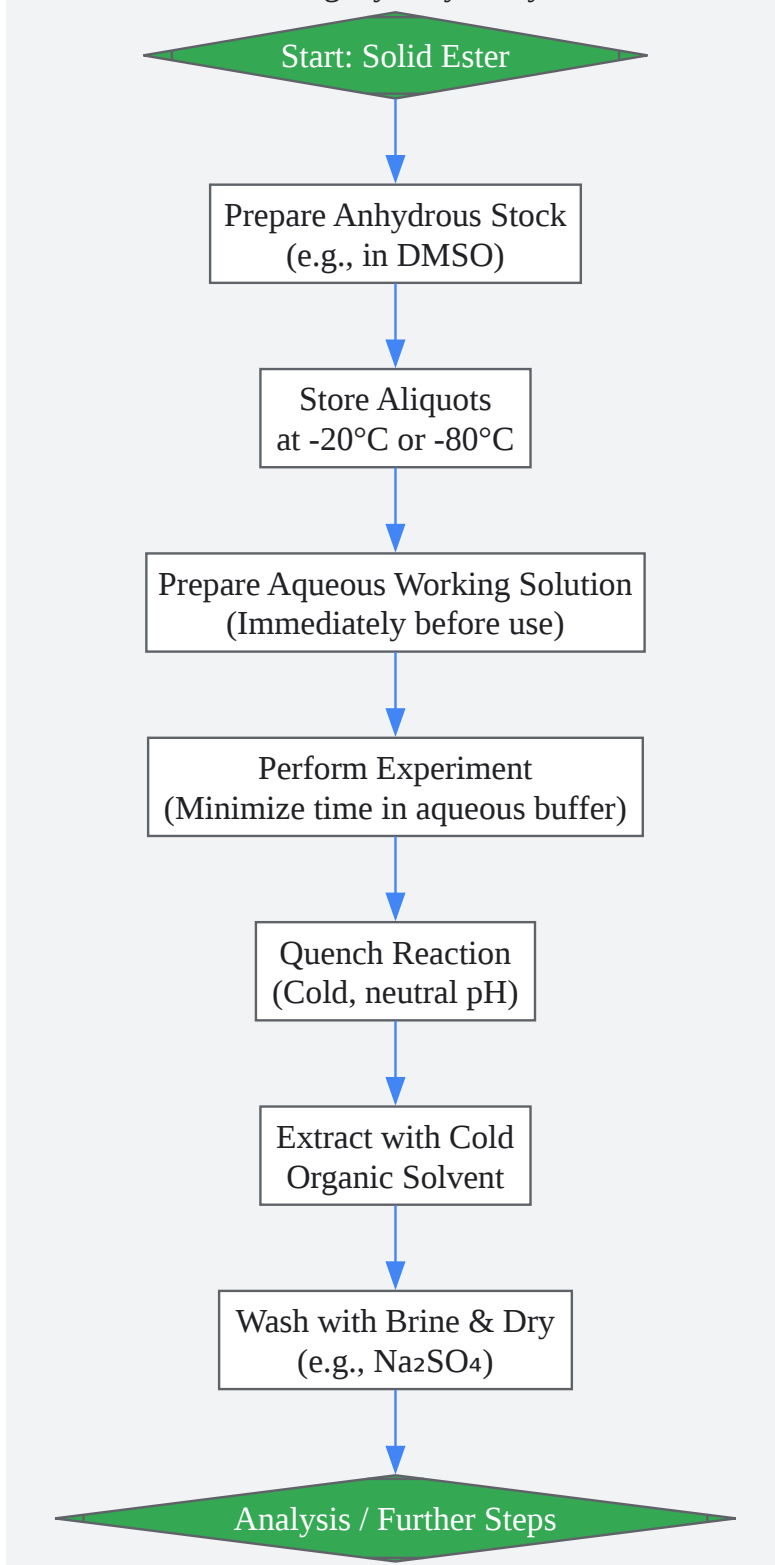 Start: Solid Ester
Prepare Anhydrous Stock
(e.g., in DMSO)
Store Aliquots
at -20°C or -80°C
Prepare Aqueous Working Solution
(Immediately before use)
Perform Experiment
(Minimize time in aqueous buffer)
Quench Reaction
(Cold, neutral pH)
Extract with Cold
Organic Solvent
Wash with Brine & Dry
(e.g., Na₂SO₄)
Analysis / Further Steps